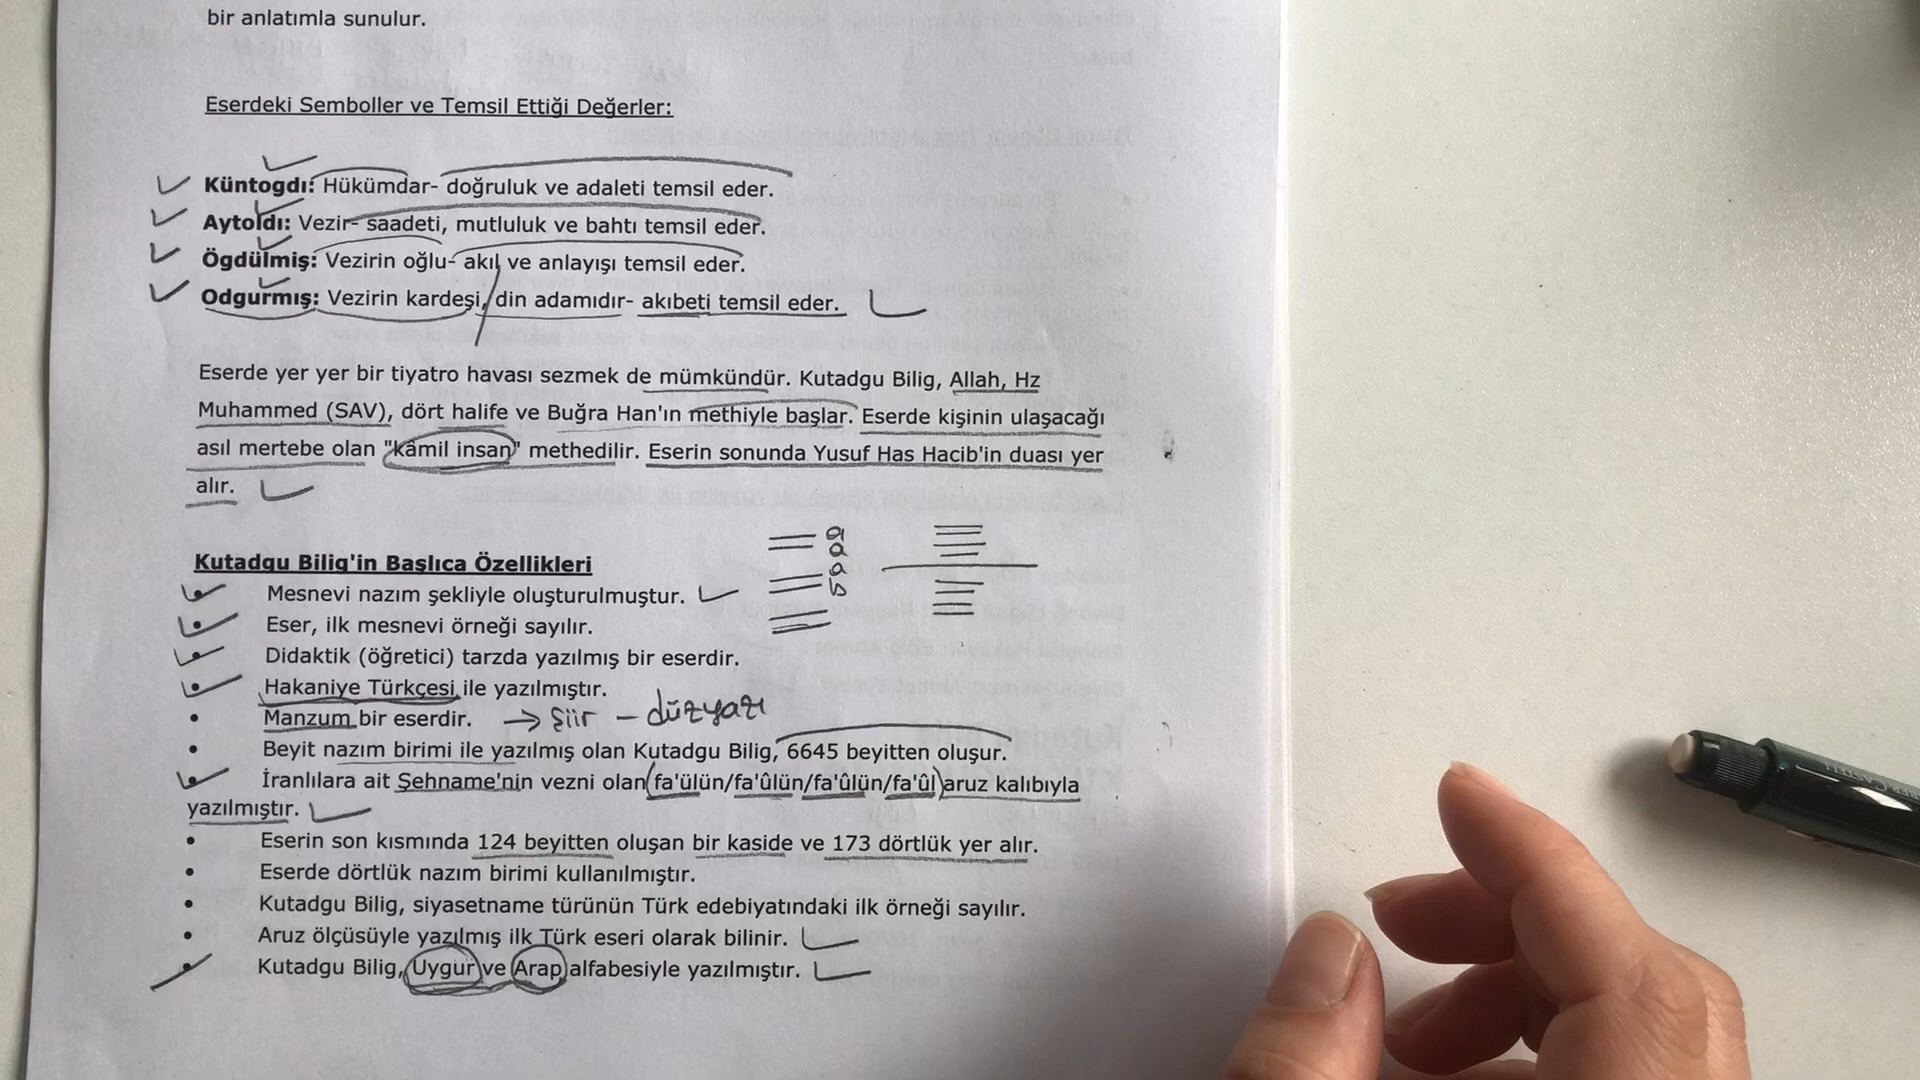 bir anlatımla sunulur.
Eserdeki Semboller ve Temsil Ettiği Değerler:
Küntogdı: Hükümdar- doğruluk ve adaleti temsil eder.
Aytoldı: Vezir- saadeti, mutluluk ve bahtı temsil eder.
Ögdülmiş: Vezirin oğlu- akıl ve anlayışı temsil eder.
Odgurmış: Vezirin kardeşi, din adamıdır- akıbeti temsil eder.
Eserde yer yer bir tiyatro havası sezmek de mümkündür. Kutadgu Bilig, Allah, Hz
Muhammed (SAV), dört halife ve Buğra Han'ın methiyle başlar. Eserde kişinin ulaşacağı
asıl mertebe olan "kâmil insan" methedilir. Eserin sonunda Yusuf Has Hacib'in duası yer
alır.
a
a
a
b
Kutadgu Bilig'in Başlıca Özellikleri
• Mesnevi nazım şekliyle oluşturulmuştur.
• Eser, ilk mesnevi örneği sayılır.
• Didaktik (öğretici) tarzda yazılmış bir eserdir.
• Hakaniye Türkçesi ile yazılmıştır.
• Manzum bir eserdir. → şiir – düzyazı
• Beyit nazım birimi ile yazılmış olan Kutadgu Bilig, 6645 beyitten oluşur.
• İranlılara ait Şehname'nin vezni olan (fa'ülün/fa'ûlün/fa'ûlün/fa'ûl) aruz kalıbıyla
yazılmıştır.
• Eserin son kısmında 124 beyitten oluşan bir kaside ve 173 dörtlük yer alır.
• Eserde dörtlük nazım birimi kullanılmıştır.
• Kutadgu Bilig, siyasetname türünün Türk edebiyatındaki ilk örneği sayılır.
• Aruz ölçüsüyle yazılmış ilk Türk eseri olarak bilinir.
• Kutadgu Bilig, Uygur ve Arap alfabesiyle yazılmıştır.